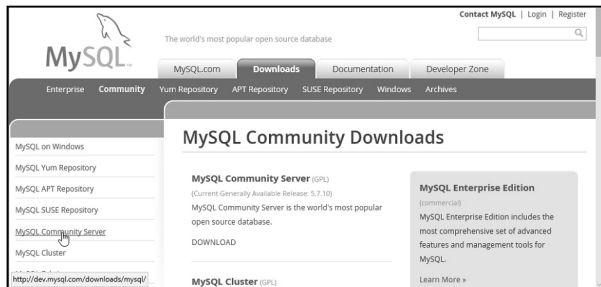 Contact MySQL | Login | Register
MySQL™
The world's most popular open source database
MySQL.com Downloads Documentation Developer Zone
Enterprise Community Yum Repository APT Repository SUSE Repository Windows Archives
MySQL on Windows
MySQL Yum Repository
MySQL APT Repository
MySQL SUSE Repository
MySQL Community Server
MySQL Cluster
http://dev.mysql.com/downloads/mysql/
MySQL Community Downloads
MySQL Community Server (GPL)
(Current Generally Available Release: 5.7.10)
MySQL Community Server is the world's most popular
open source database.
DOWNLOAD
MySQL Cluster (GPL)
MySQL Enterprise Edition
(commercial)
MySQL Enterprise Edition includes the
most comprehensive set of advanced
features and management tools for
MySQL.
Learn More »